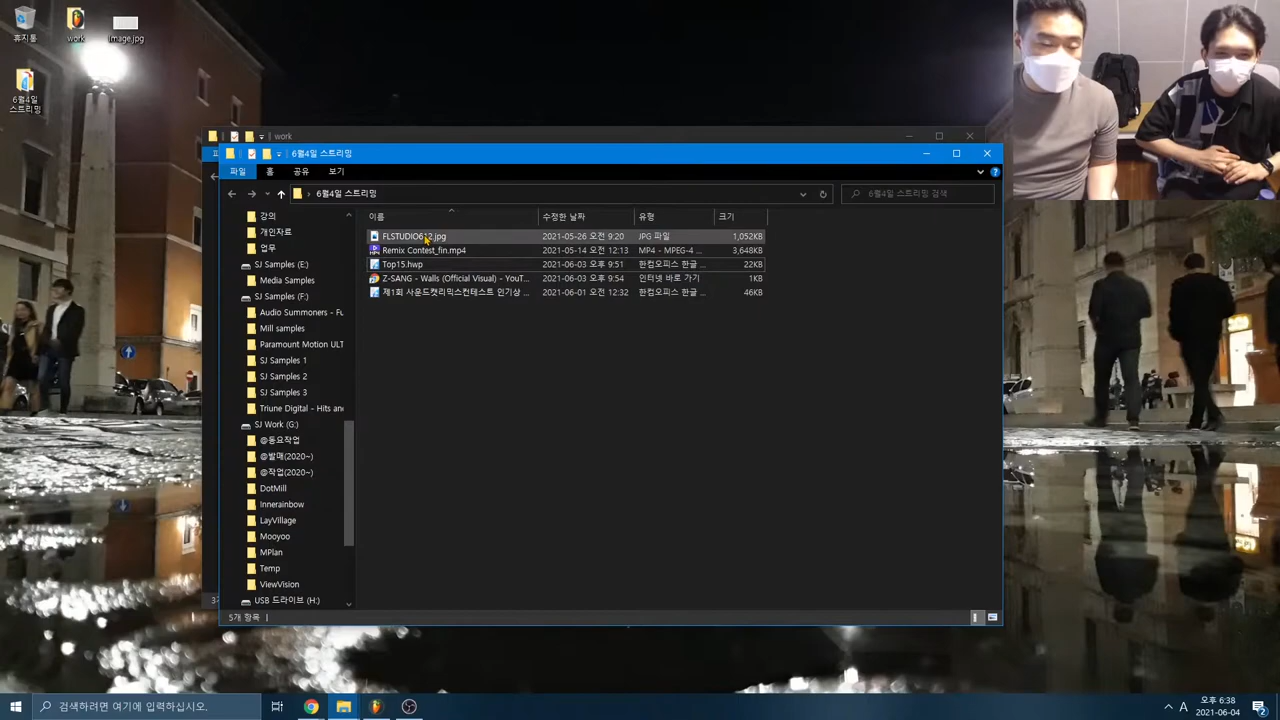 휴지통
work
Image.jpg
6월4일
스트리밍
work
6월4일 스트리밍
파일
홈
공유
보기
6월4일 스트리밍
6월4일 스트리밍 검색
이름
수정한 날짜
유형
크기
FLSTUDIO612.jpg
2021-05-26 오전 9:20
JPG 파일
1,052KB
Remix Contest_fin.mp4
2021-05-14 오전 12:13
MP4 - MPEG-4 ...
3,648KB
Top15.hwp
2021-06-03 오후 9:51
한컴오피스 한글 ...
22KB
Z-SANG - Walls (Official Visual) - YouT...
2021-06-03 오후 9:54
인터넷 바로 가기
1KB
제1회 사운드캣리믹스컨테스트 인기상 ...
2021-06-01 오전 12:32
한컴오피스 한글 ...
46KB
강의
개인자료
업무
SJ Samples (E:)
Media Samples
SJ Samples (F:)
Audio Summoners - Fu
Mill samples
Paramount Motion ULT
SJ Samples 1
SJ Samples 2
SJ Samples 3
Triune Digital - Hits and
SJ Work (G:)
@동요작업
@발매(2020~)
@작업(2020~)
DotMill
Innerainbow
LayVillage
Mooyoo
MPlan
Temp
ViewVision
USB 드라이브 (H:)
5개 항목
검색하려면 여기에 입력하십시오.
A
오후 6:38
2021-06-04
2